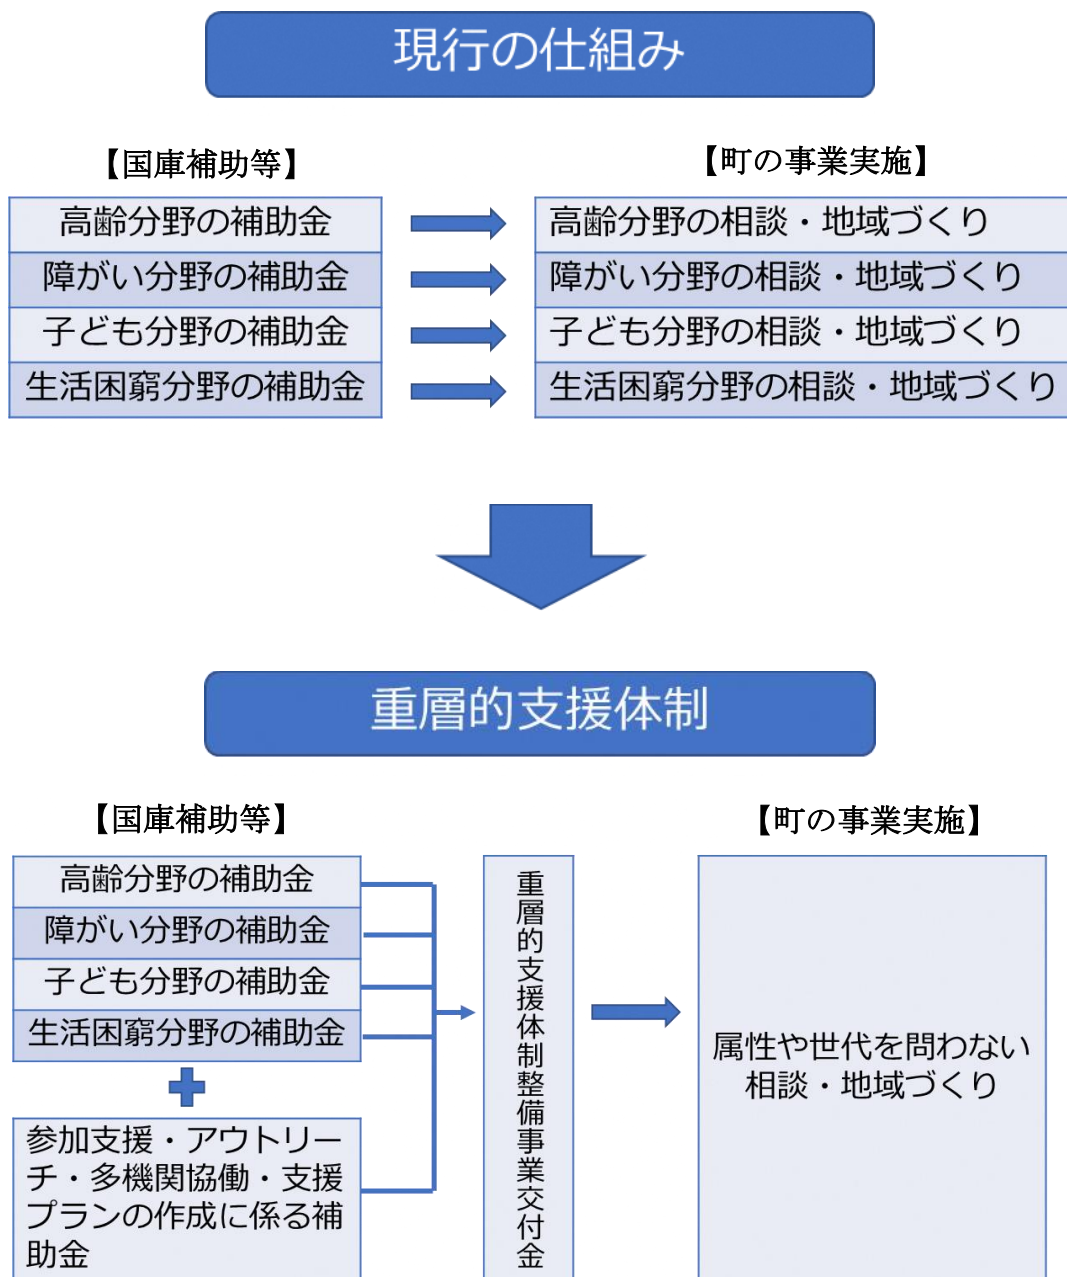 現行の仕組み
【国庫補助等】
【町の事業実施】
高齢分野の補助金
高齢分野の相談・地域づくり
障がい分野の補助金
障がい分野の相談・地域づくり
子ども分野の補助金
子ども分野の相談・地域づくり
生活困窮分野の補助金
生活困窮分野の相談・地域づくり
重層的支援体制
【国庫補助等】
【町の事業実施】
高齢分野の補助金
障がい分野の補助金
子ども分野の補助金
生活困窮分野の補助金
参加支援・アウトリー
チ・多機関協働・支援
プランの作成に係る補
助金
重層的支援体制整備事業交付金
属性や世代を問わない
相談・地域づくり